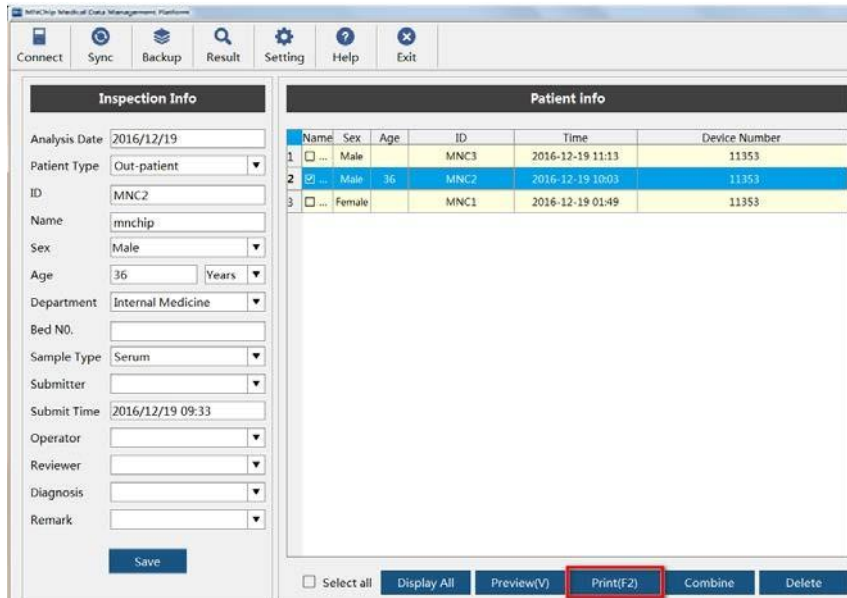 MNChip Medical Data Management Platform
Connect Sync Backup Result Setting Help Exit
Inspection Info
Analysis Date 2016/12/19
Patient Type Out-patient
ID MNC2
Name mnchip
Sex Male
Age 36 Years
Department Internal Medicine
Bed N0.
Sample Type Serum
Submitter
Submit Time 2016/12/19 09:33
Operator
Reviewer
Diagnosis
Remark
Save
Patient info
Name Sex Age ID Time Device Number
1 ... Male MNC3 2016-12-19 11:13 11353
2 ... Male 36 MNC2 2016-12-19 10:03 11353
3 ... Female MNC1 2016-12-19 01:49 11353
Select all Display All Preview(V) Print(F2) Combine Delete